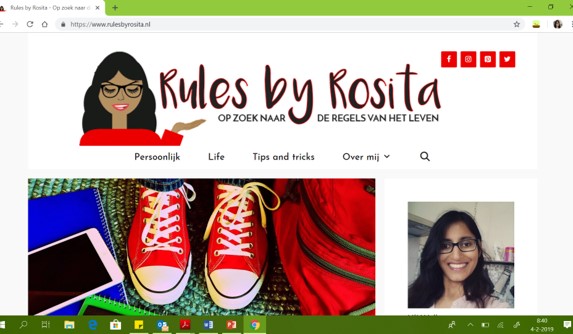 Rules by Rosita - Op zoek naar d
https://www.rulesbyrosita.nl
Rules by Rosita
OP ZOEK NAAR DE REGELS VAN HET LEVEN
Persoonlijk Life Tips and tricks Over mij
8:40
4-2-2019